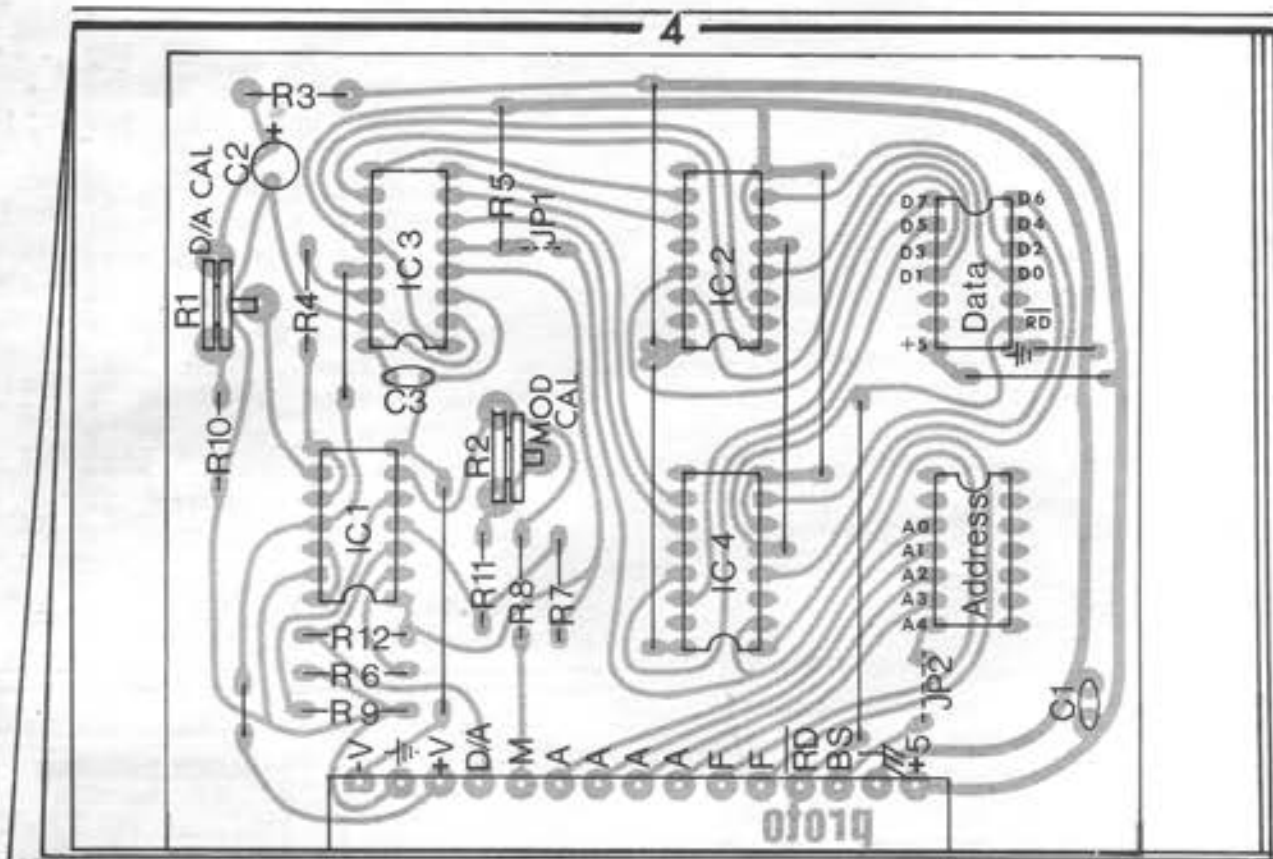 4
R3
+
C2
D/A CAL
R1
R4
R10
IC3
C3
R5
JP1
IC2
D7
D5
D3
D1
+5
Data
D6
D4
D2
D0
RD
R2
MOD
CAL
IC1
R11
R8
R7
IC4
A0
A1
A2
A3
A4
Address
R12
R6
R9
JP2
C1
-V
+V
D/A
M
A
A
A
A
F
F
RD
BS
+5
proto